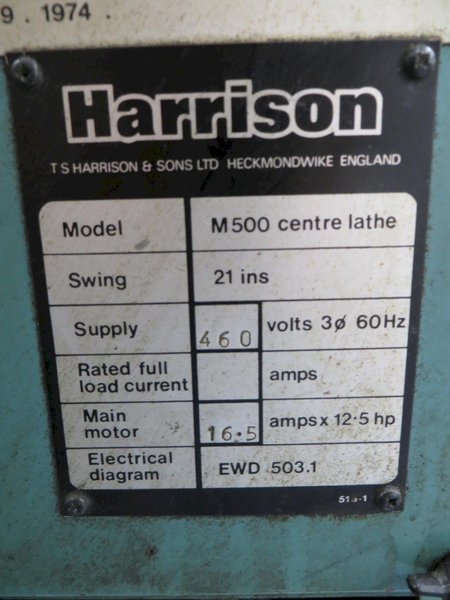 9 . 1974 .
Harrison
T S HARRISON & SONS LTD HECKMONDWIKE ENGLAND
Model M500 centre lathe
Swing 21 ins
Supply 460 volts 3ø 60Hz
Rated full
load current amps
Main
motor 16.5 amps x 12·5 hp
Electrical
diagram EWD 503.1